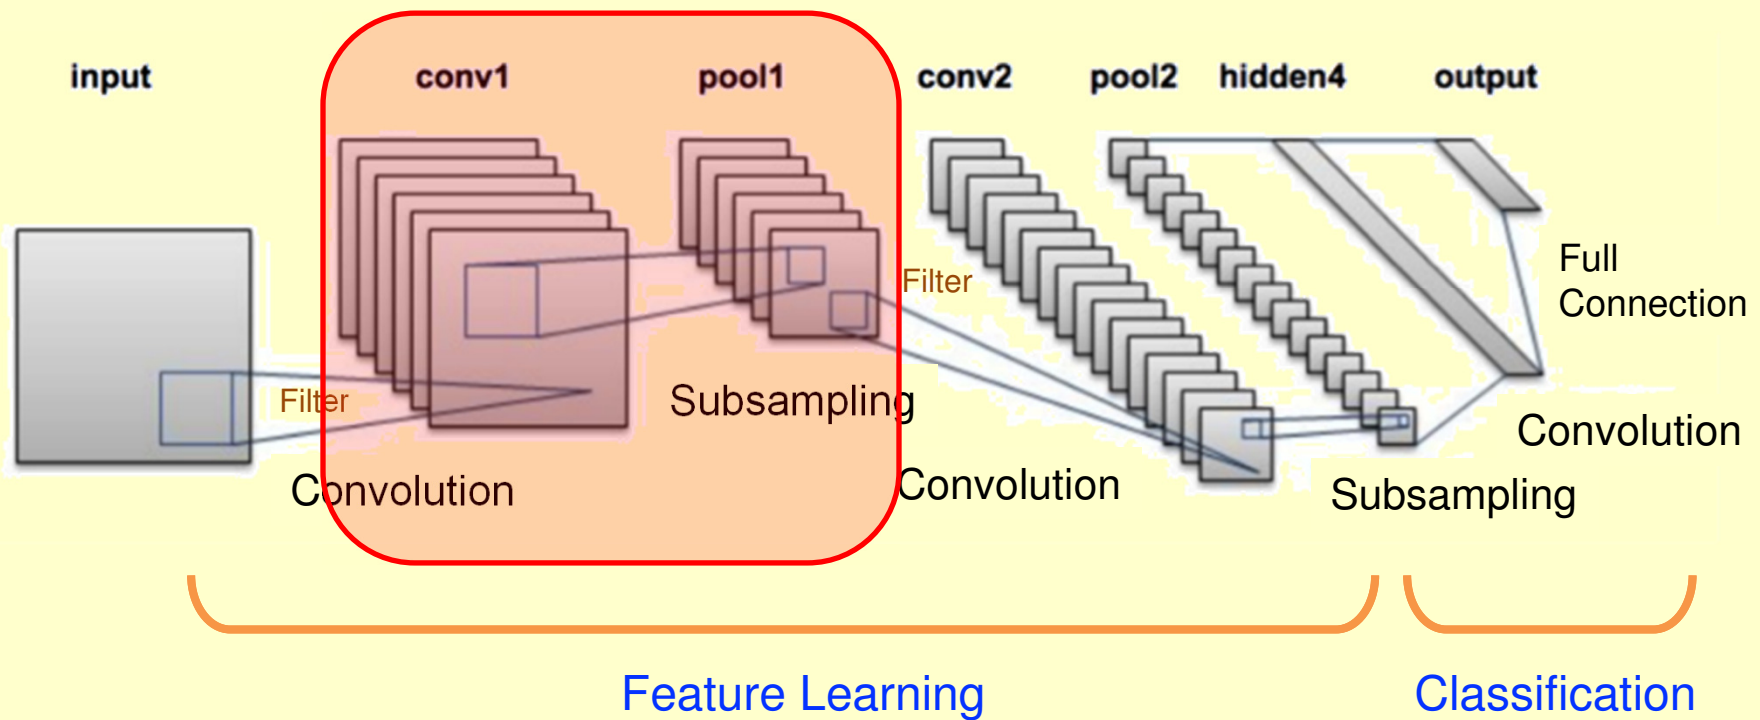 input
conv1
pool1
conv2
pool2
hidden4
output
Filter
Filter
Full
Connection
Subsampling
Convolution
Convolution
Convolution
Subsampling
Feature Learning
Classification